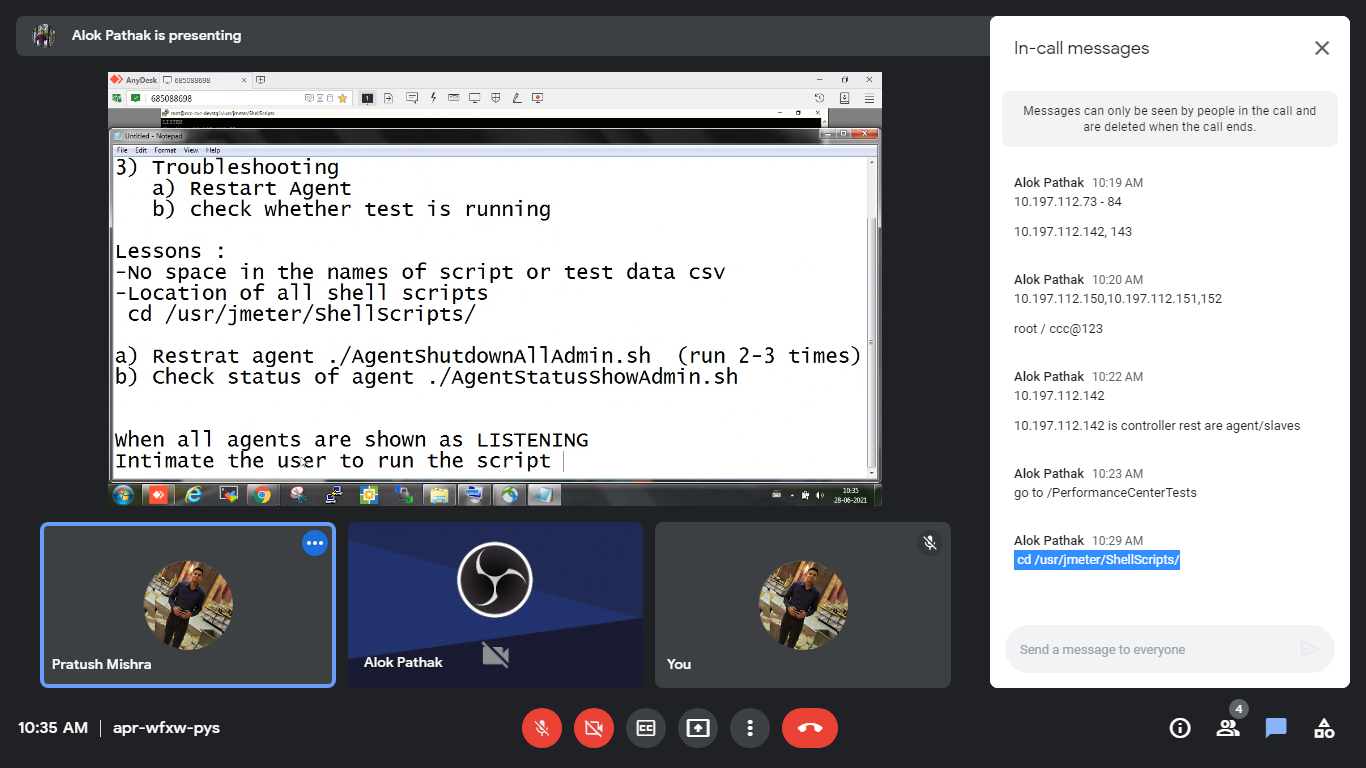 Alok Pathak is presenting
AnyDesk
685088698
685088698
LISTEN
Untitled - Notepad
File Edit Format View Help
3) Troubleshooting
a) Restart Agent
b) check whether test is running
Lessons :
-No space in the names of script or test data csv
-Location of all shell scripts
cd /usr/jmeter/ShellScripts/
a) Restrat agent ./AgentShutdownAllAdmin.sh (run 2-3 times)
b) Check status of agent ./AgentStatusShowAdmin.sh
When all agents are shown as LISTENING
Intimate the user to run the script
10:35
28-06-2021
Pratush Mishra
Alok Pathak
You
10:35 AM | apr-wfxw-pys
In-call messages
Messages can only be seen by people in the call and
are deleted when the call ends.
Alok Pathak 10:19 AM
10.197.112.73 - 84
10.197.112.142, 143
Alok Pathak 10:20 AM
10.197.112.150,10.197.112.151,152
root / ccc@123
Alok Pathak 10:22 AM
10.197.112.142
10.197.112.142 is controller rest are agent/slaves
Alok Pathak 10:23 AM
go to /PerformanceCenterTests
Alok Pathak 10:29 AM
cd /usr/jmeter/ShellScripts/
Send a message to everyone
4